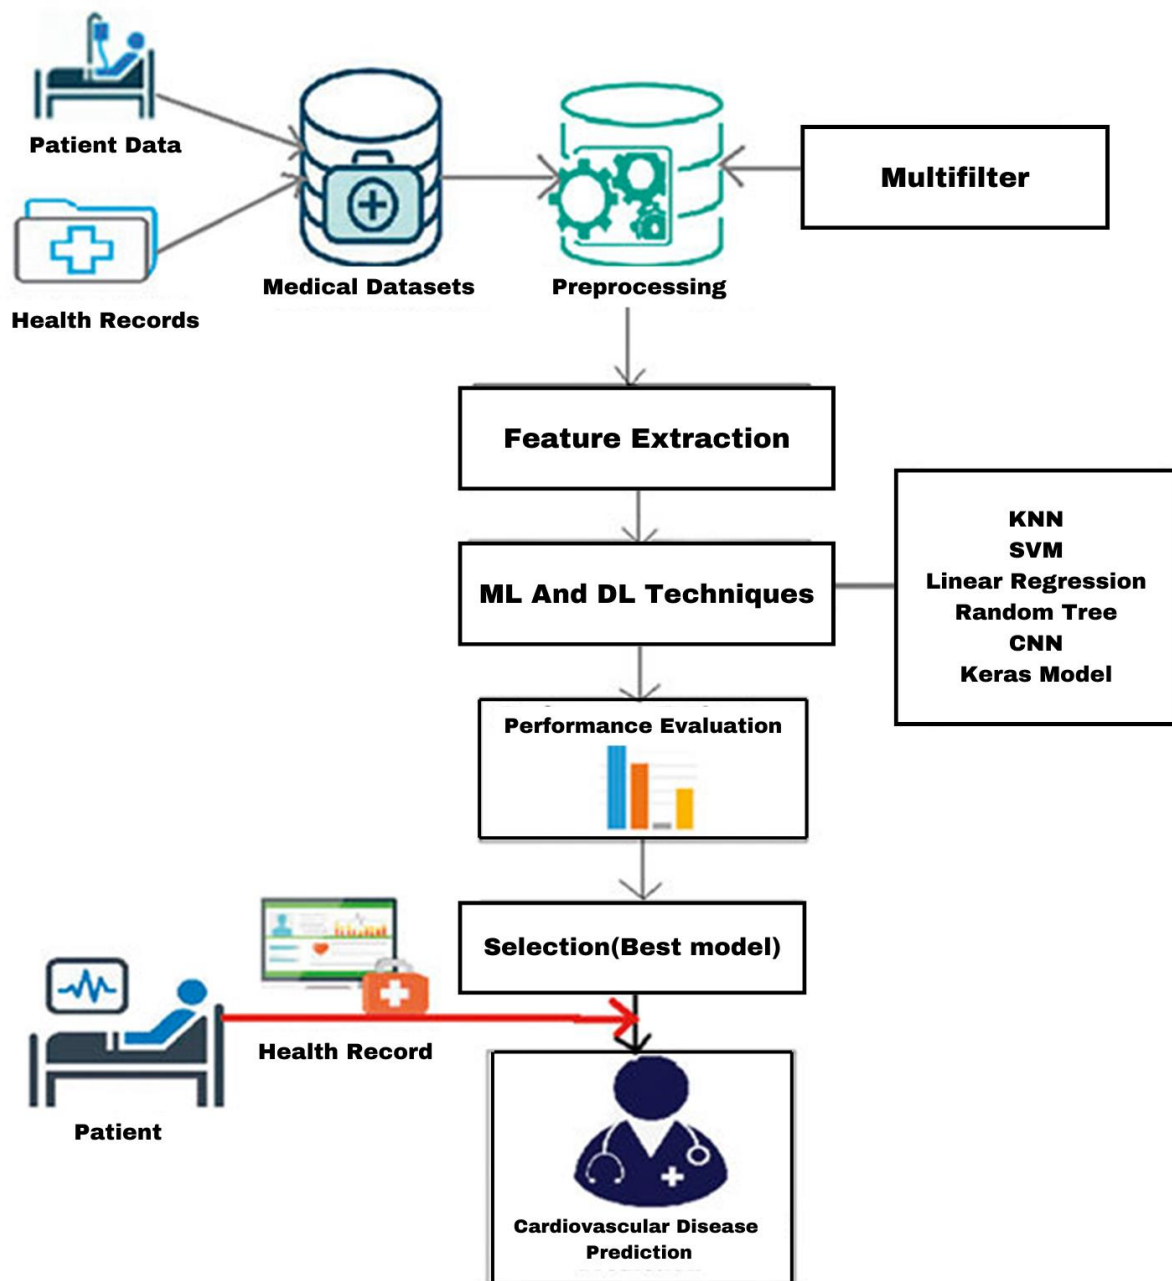 Patient Data
Multifilter
Medical Datasets
Preprocessing
Health Records
Feature Extraction
KNN
SVM
Linear Regression
Random Tree
CNN
Keras Model
ML And DL Techniques
Performance Evaluation
Selection(Best model)
Health Record
Patient
Cardiovascular Disease
Prediction